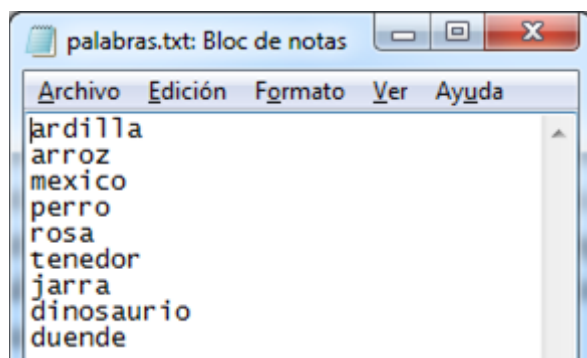 palabras.txt: Bloc de notas
Archivo Edición Formato Ver Ayuda
ardilla
arroz
mexico
perro
rosa
tenedor
jarra
dinosaurio
duende